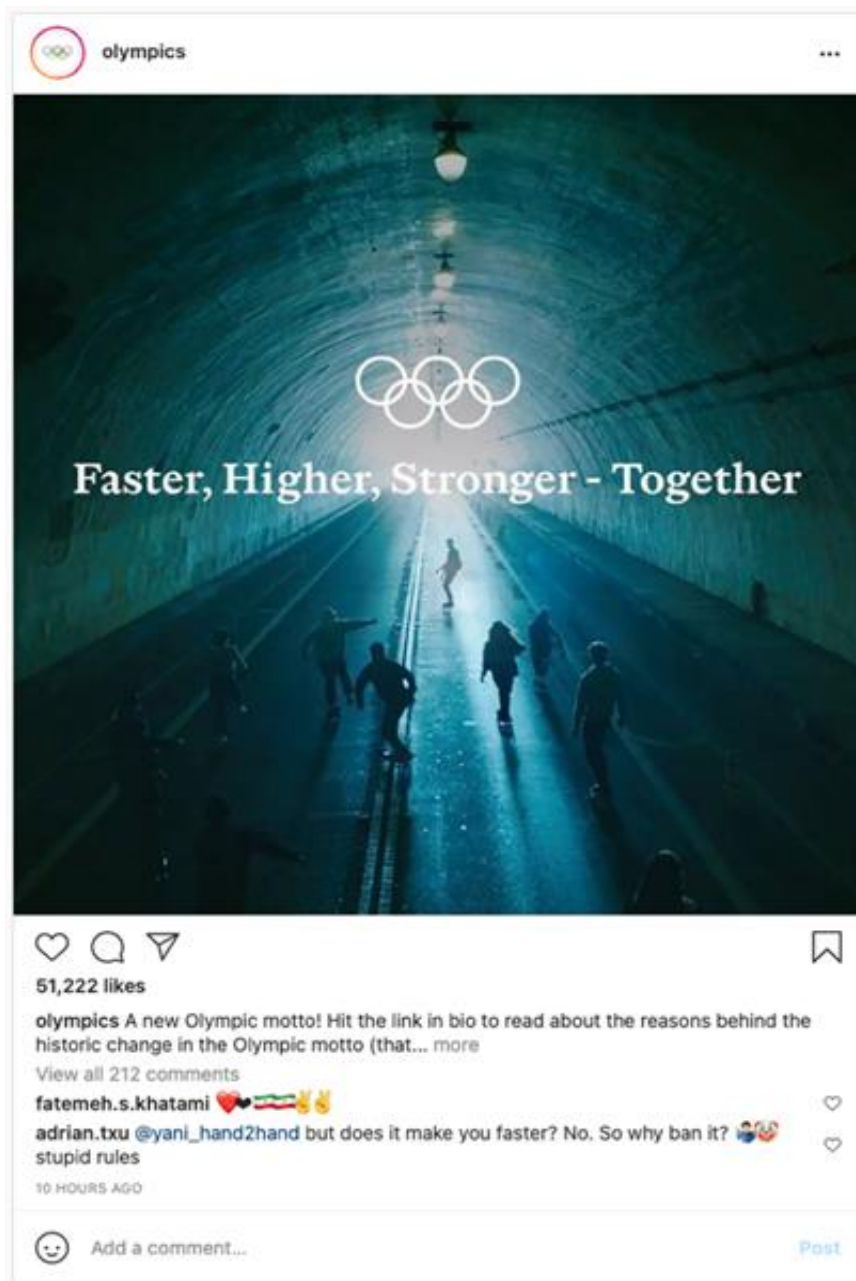 olympics
Faster, Higher, Stronger - Together
51,222 likes
olympics A new Olympic motto! Hit the link in bio to read about the reasons behind the
historic change in the Olympic motto (that... more
View all 212 comments
fatemeh.s.khatami ❤️🖤🇮🇷🇮🇷✌️✌️
adrian.txu @yani_hand2hand but does it make you faster? No. So why ban it? 🤷🏻‍♂️🤡
stupid rules
10 HOURS AGO
Add a comment...
Post